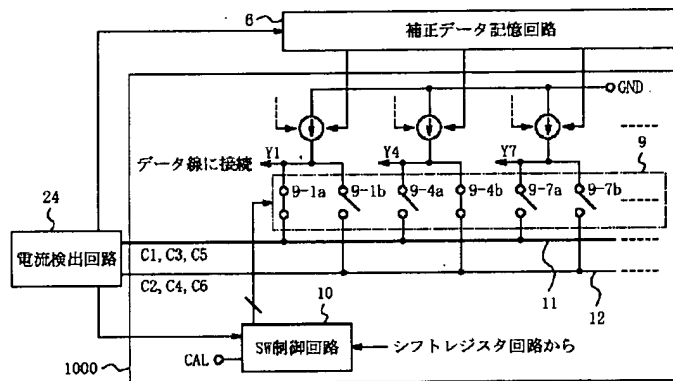 6
補正データ記憶回路
GND
Y1
Y4
Y7
データ線に接続
9
9-1a
9-1b
9-4a
9-4b
9-7a
9-7b
24
電流検出回路
C1, C3, C5
C2, C4, C6
11
12
10
SW制御回路
CAL
シフトレジスタ回路から
1000